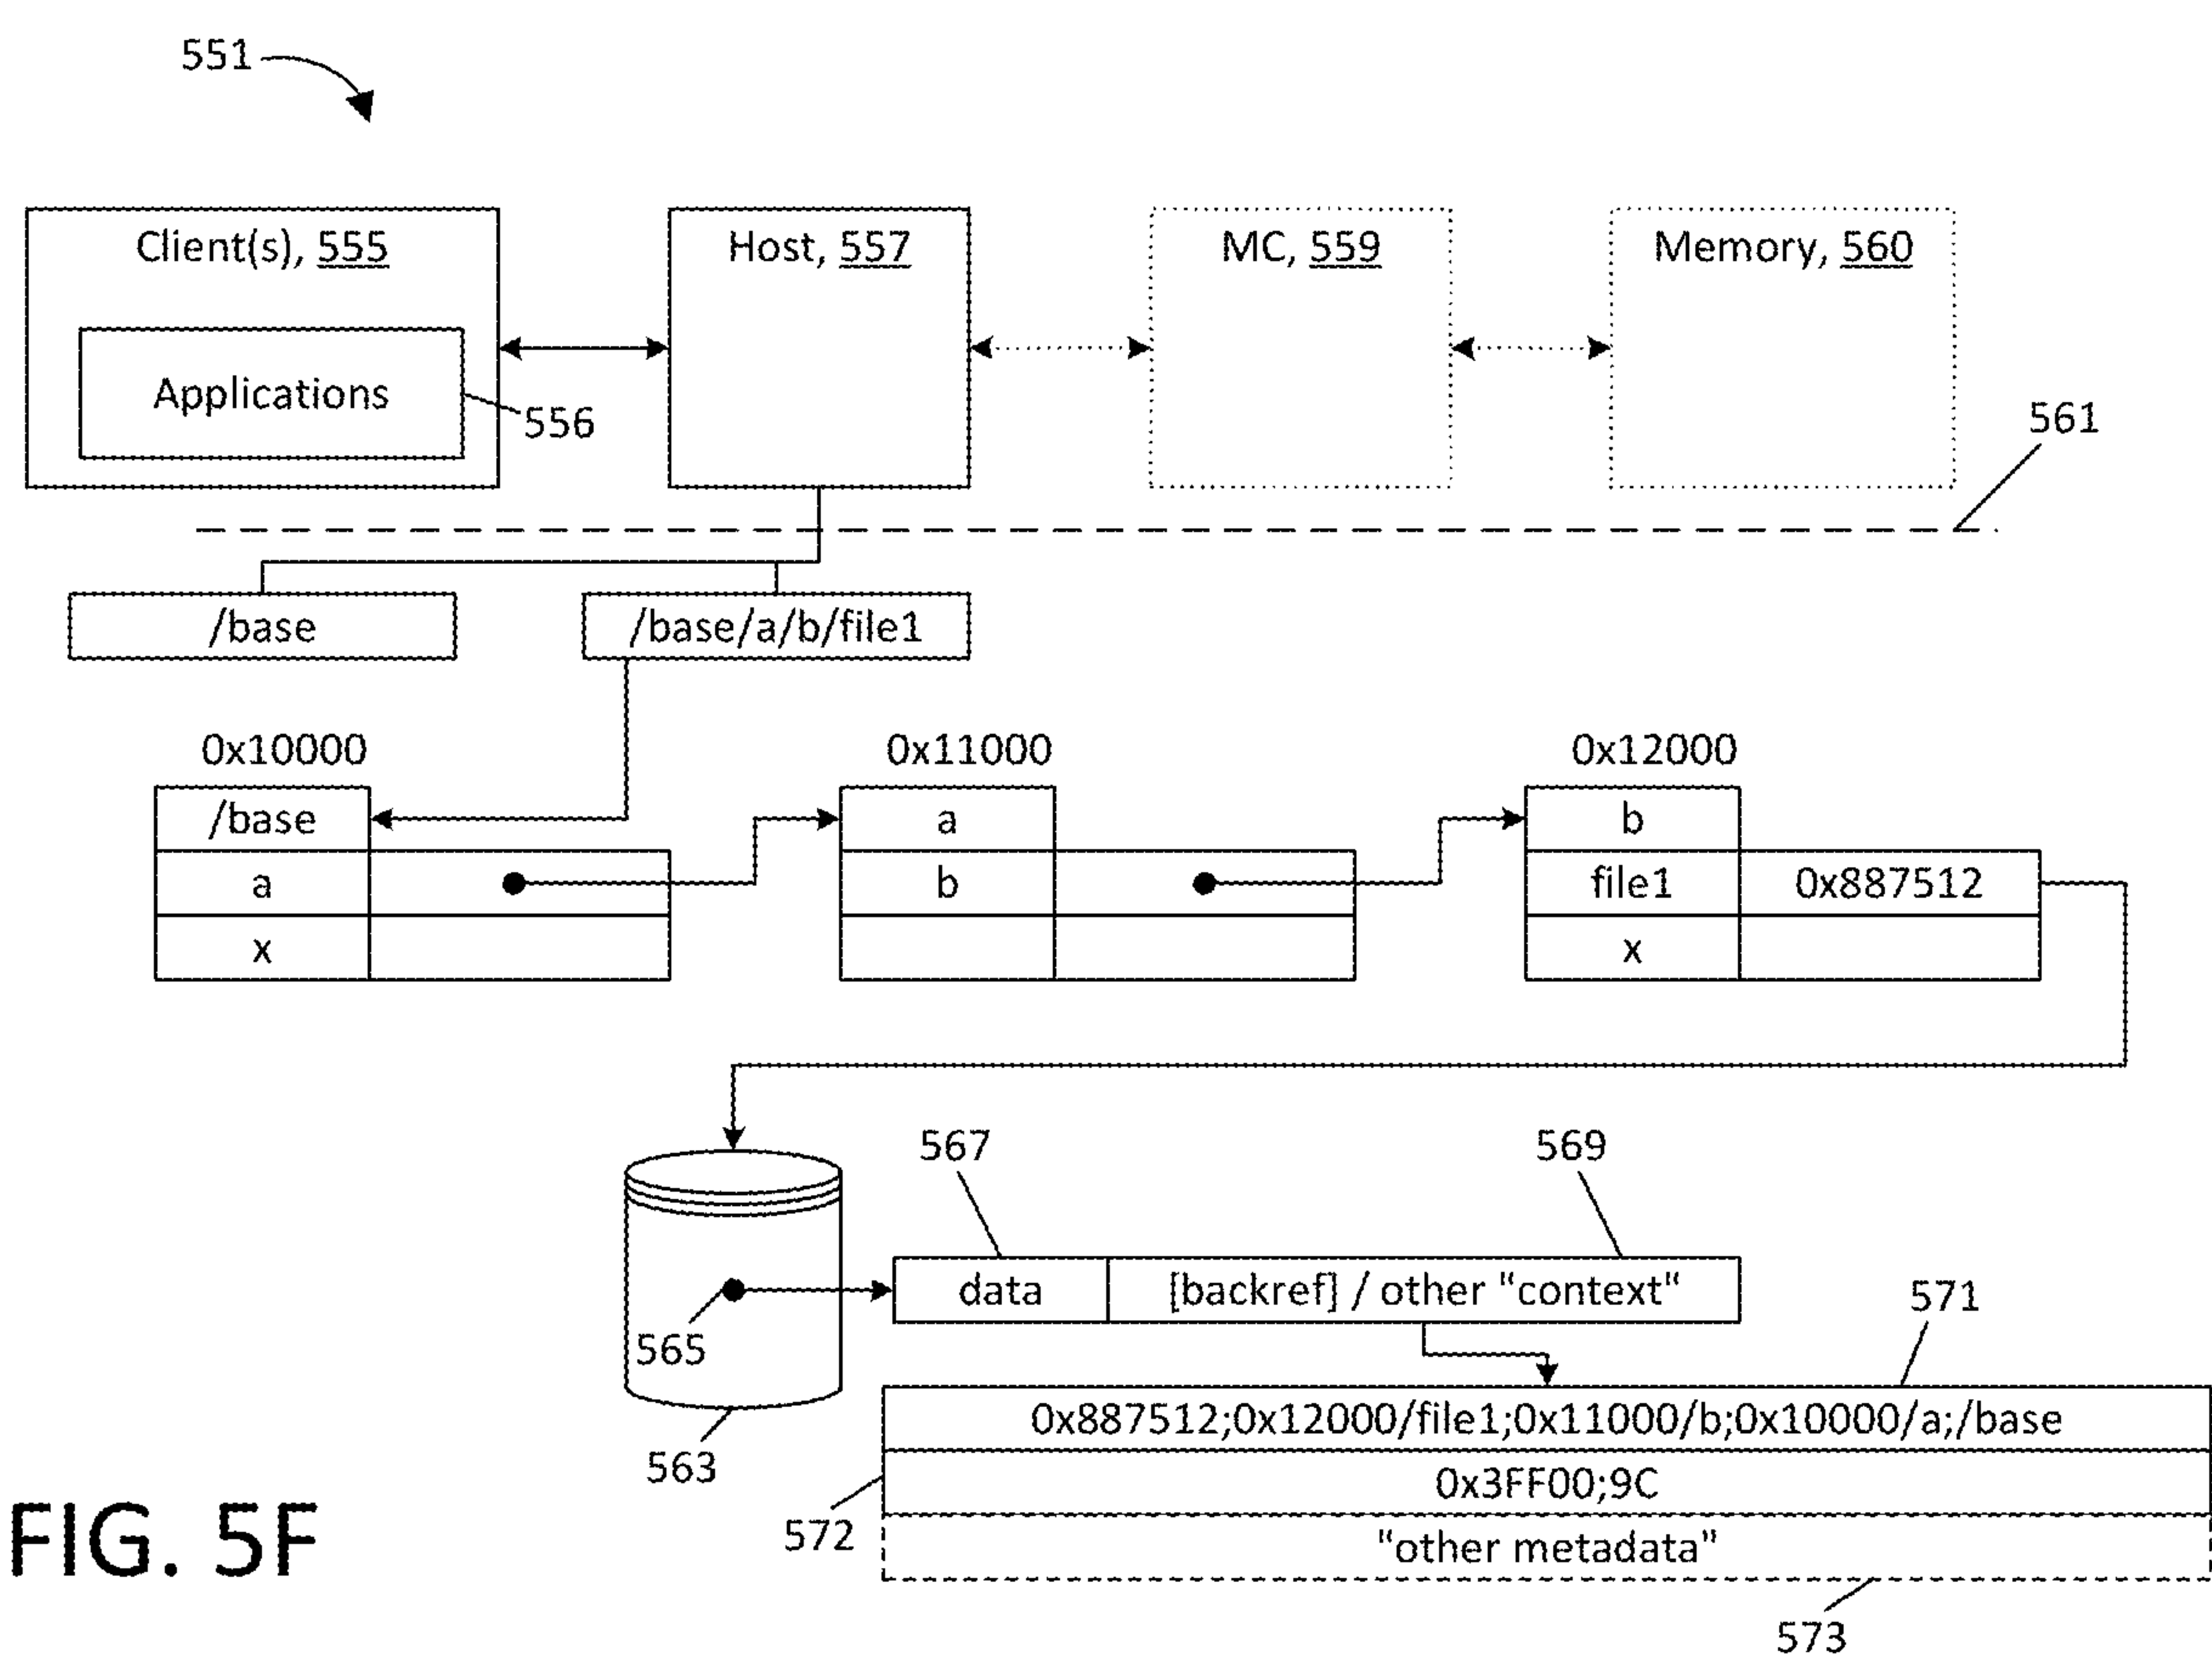 551
Client(s), 555
Host, 557
MC, 559
Memory, 560
Applications
556
561
/base
/base/a/b/file1
0x10000
0x11000
0x12000
/base
a
x
a
b
b
file1
0x887512
x
567
569
data
[backref] / other "context"
565
571
563
0x887512;0x12000/file1;0x11000/b;0x10000/a;/base
0x3FF00;9C
572
"other metadata"
573
FIG. 5F